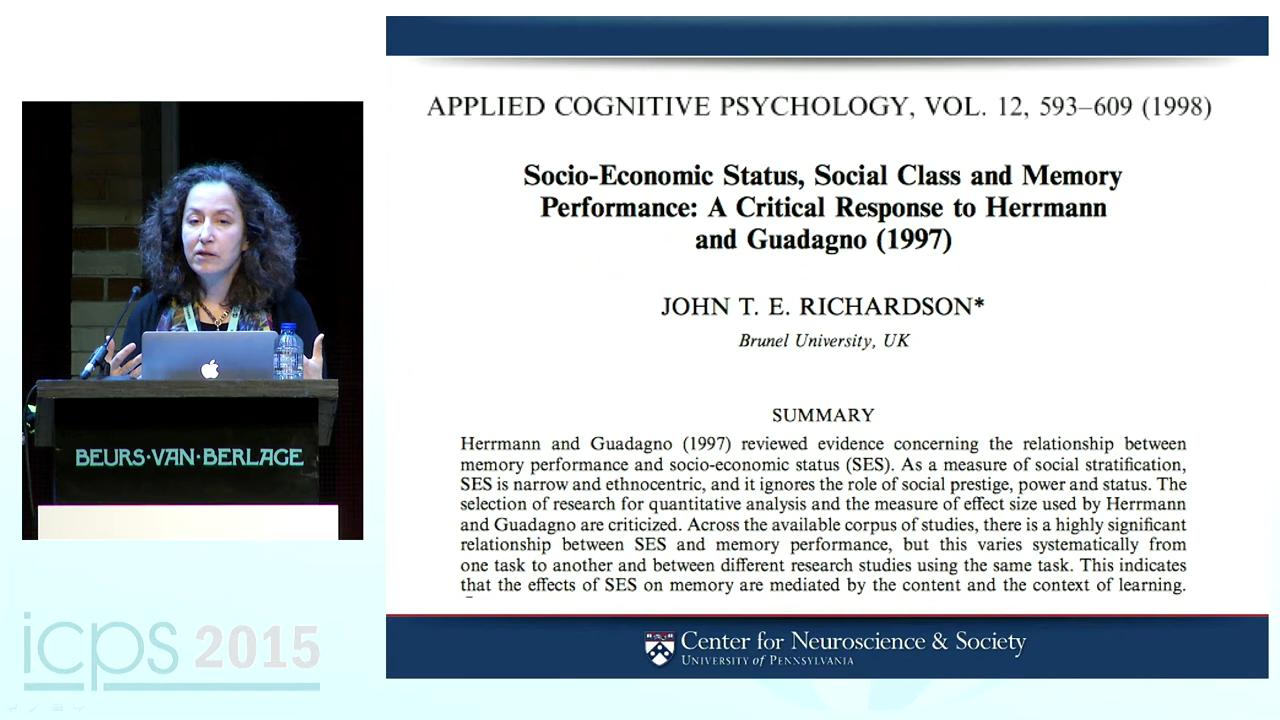 APPLIED COGNITIVE PSYCHOLOGY, VOL. 12, 593–609 (1998)
Socio-Economic Status, Social Class and Memory
Performance: A Critical Response to Herrmann
and Guadagno (1997)
JOHN T. E. RICHARDSON*
Brunel University, UK
SUMMARY
Herrmann and Guadagno (1997) reviewed evidence concerning the relationship between
memory performance and socio-economic status (SES). As a measure of social stratification,
SES is narrow and ethnocentric, and it ignores the role of social prestige, power and status. The
selection of research for quantitative analysis and the measure of effect size used by Herrmann
and Guadagno are criticized. Across the available corpus of studies, there is a highly significant
relationship between SES and memory performance, but this varies systematically from
one task to another and between different research studies using the same task. This indicates
that the effects of SES on memory are mediated by the content and the context of learning.
Center for Neuroscience & Society
UNIVERSITY of PENNSYLVANIA
BEURS·VAN·BERLAGE
icps 2015